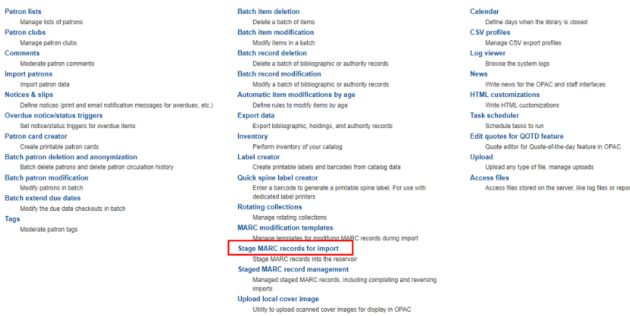 Patron lists
Manage lists of patrons
Patron clubs
Manage patron clubs
Comments
Moderate patron comments
Import patrons
Import patron data
Notices & slips
Define notices (print and email notification messages for overdues, etc.)
Overdue notice/status triggers
Set notice/status triggers for overdue items
Patron card creator
Create printable patron cards
Batch patron deletion and anonymization
Batch delete patrons and delete patron circulation history
Batch patron modification
Modify patrons in batch
Batch extend due dates
Modify the due date checkouts in batch
Tags
Moderate patron tags
Batch item deletion
Delete a batch of items
Batch item modification
Modify items in a batch
Batch record deletion
Delete a batch of bibliographic or authority records
Batch record modification
Modify a batch of bibliographic or authority records
Automatic item modifications by age
Define rules to modify items by age
Export data
Export bibliographic, holdings, and authority records
Inventory
Perform inventory of your catalog
Label creator
Create printable labels and barcodes from catalog data
Quick spine label creator
Enter a barcode to generate a printable spine label. For use with
dedicated label printers
Rotating collections
Manage rotating collections
MARC modification templates
Manage templates for modifying MARC records during import
Stage MARC records for import
Stage MARC records into the reservoir
Staged MARC record management
Managed staged MARC records, including completing and reversing
imports
Upload local cover image
Utility to upload scanned cover images for display in OPAC
Calendar
Define days when the library is closed
CSV profiles
Manage CSV export profiles
Log viewer
Browse the system logs
News
Write news for the OPAC and staff interfaces
HTML customizations
Write HTML customizations
Task scheduler
Schedule tasks to run
Edit quotes for QOTD feature
Quote editor for Quote-of-the-day feature in OPAC
Upload
Upload any type of file, manage uploads
Access files
Access files stored on the server, like log files or repor